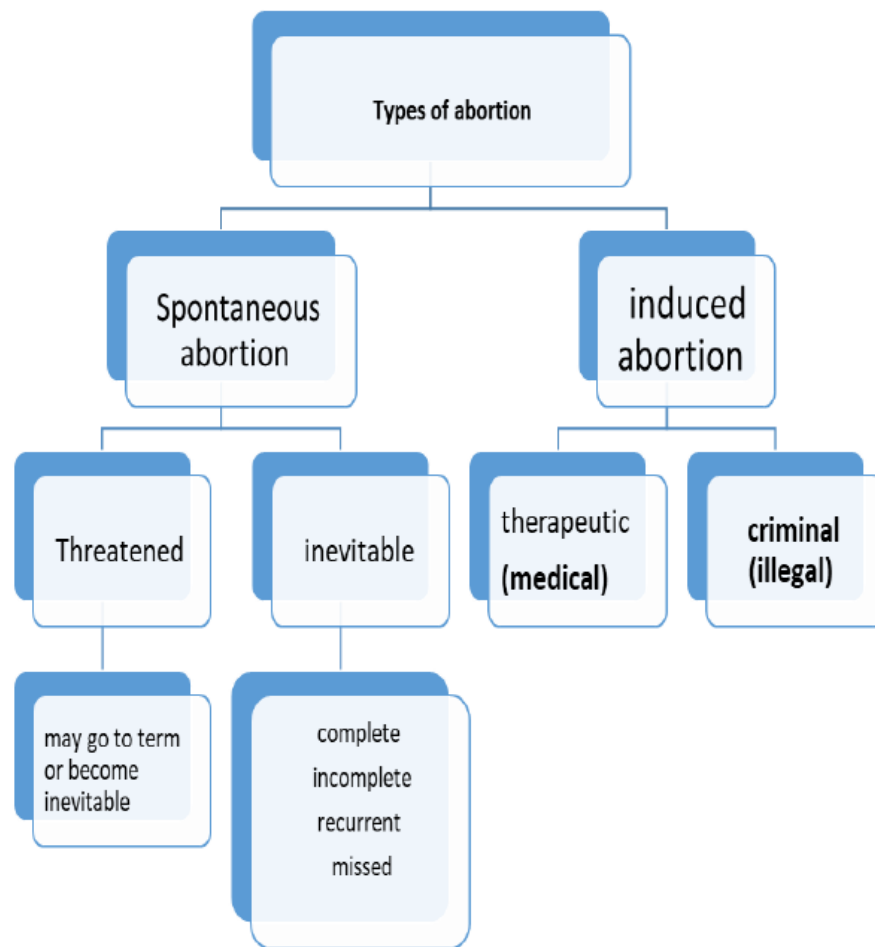 Types of abortion
Spontaneous
abortion
induced
abortion
Threatened
inevitable
therapeutic
(medical)
criminal
(illegal)
may go to term
or become
inevitable
complete
incomplete
recurrent
missed